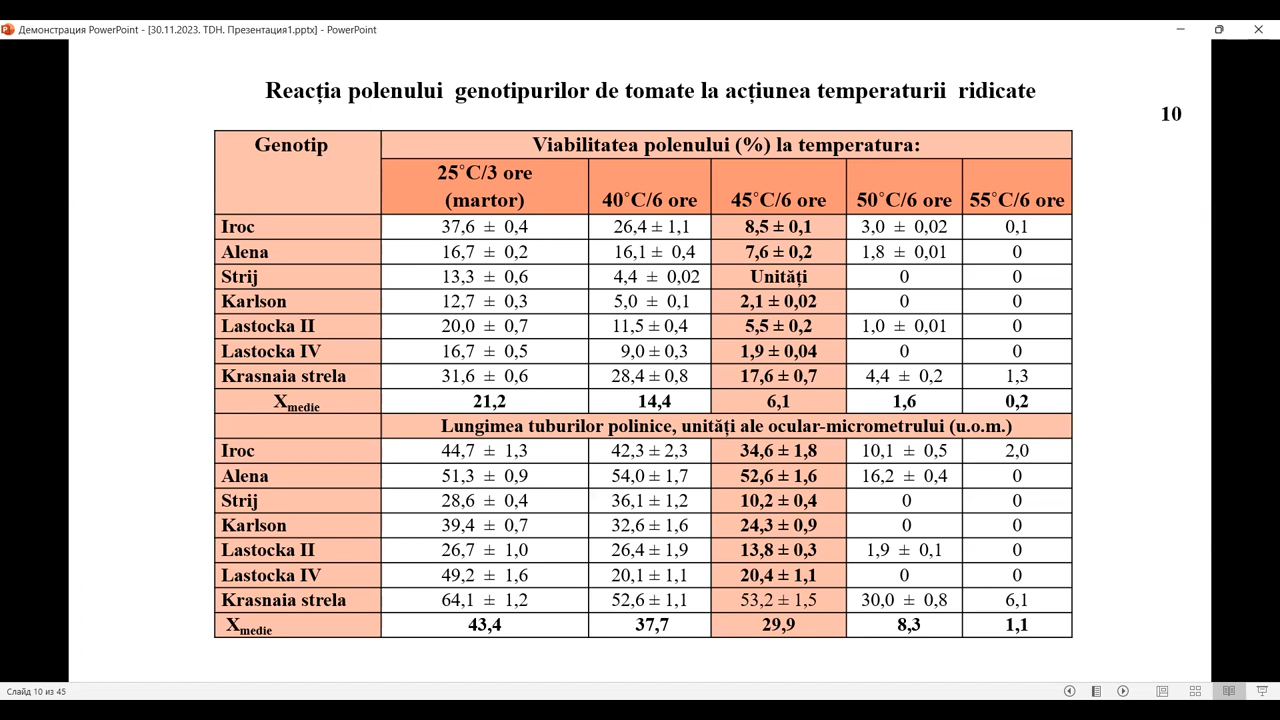 Демонстрация PowerPoint - [30.11.2023. TDH. Презентация1.pptx] - PowerPoint
Reacția polenului genotipurilor de tomate la acțiunea temperaturii ridicate
10
Genotip Viabilitatea polenului (%) la temperatura:
25˚C/3 ore (martor) 40˚C/6 ore 45˚C/6 ore 50˚C/6 ore 55˚C/6 ore
Iroc 37,6 ± 0,4 26,4 ± 1,1 8,5 ± 0,1 3,0 ± 0,02 0,1
Alena 16,7 ± 0,2 16,1 ± 0,4 7,6 ± 0,2 1,8 ± 0,01 0
Strij 13,3 ± 0,6 4,4 ± 0,02 Unități 0 0
Karlson 12,7 ± 0,3 5,0 ± 0,1 2,1 ± 0,02 0 0
Lastocka II 20,0 ± 0,7 11,5 ± 0,4 5,5 ± 0,2 1,0 ± 0,01 0
Lastocka IV 16,7 ± 0,5 9,0 ± 0,3 1,9 ± 0,04 0 0
Krasnaia strela 31,6 ± 0,6 28,4 ± 0,8 17,6 ± 0,7 4,4 ± 0,2 1,3
Xmedie 21,2 14,4 6,1 1,6 0,2
Lungimea tuburilor polinice, unități ale ocular-micrometrului (u.o.m.)
Iroc 44,7 ± 1,3 42,3 ± 2,3 34,6 ± 1,8 10,1 ± 0,5 2,0
Alena 51,3 ± 0,9 54,0 ± 1,7 52,6 ± 1,6 16,2 ± 0,4 0
Strij 28,6 ± 0,4 36,1 ± 1,2 10,2 ± 0,4 0 0
Karlson 39,4 ± 0,7 32,6 ± 1,6 24,3 ± 0,9 0 0
Lastocka II 26,7 ± 1,0 26,4 ± 1,9 13,8 ± 0,3 1,9 ± 0,1 0
Lastocka IV 49,2 ± 1,6 20,1 ± 1,1 20,4 ± 1,1 0 0
Krasnaia strela 64,1 ± 1,2 52,6 ± 1,1 53,2 ± 1,5 30,0 ± 0,8 6,1
Xmedie 43,4 37,7 29,9 8,3 1,1
Слайд 10 из 45